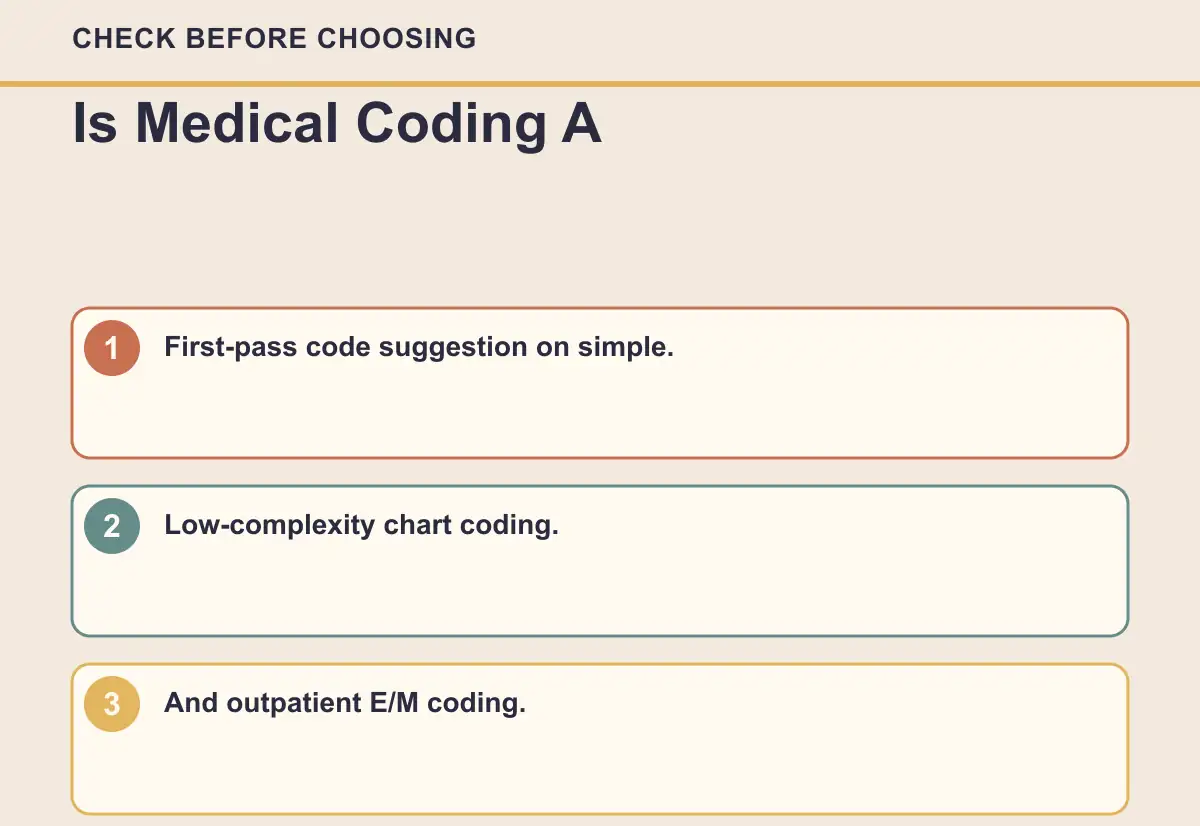 CHECK BEFORE CHOOSING
Is Medical Coding A
1 First-pass code suggestion on simple.
2 Low-complexity chart coding.
3 And outpatient E/M coding.